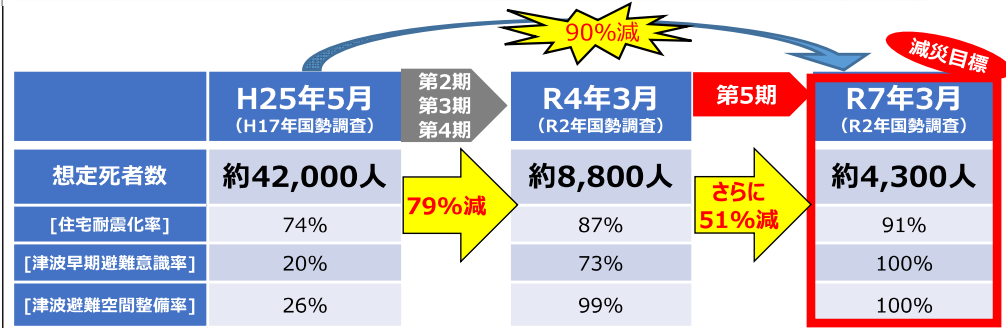 90%減
減災目標
H25年5月
（H17年国勢調査）
第2期
第3期
第4期
R4年3月
（R2年国勢調査）
第5期
R7年3月
（R2年国勢調査）
想定死者数
約42,000人
79%減
約8,800人
さらに
51%減
約4,300人
[住宅耐震化率]
74%
87%
91%
[津波早期避難意識率]
20%
73%
100%
[津波避難空間整備率]
26%
99%
100%